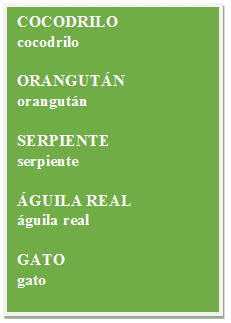 COCODRILO
cocodrilo
ORANGUTÁN
orangután
SERPIENTE
serpiente
ÁGUILA REAL
águila real
GATO
gato